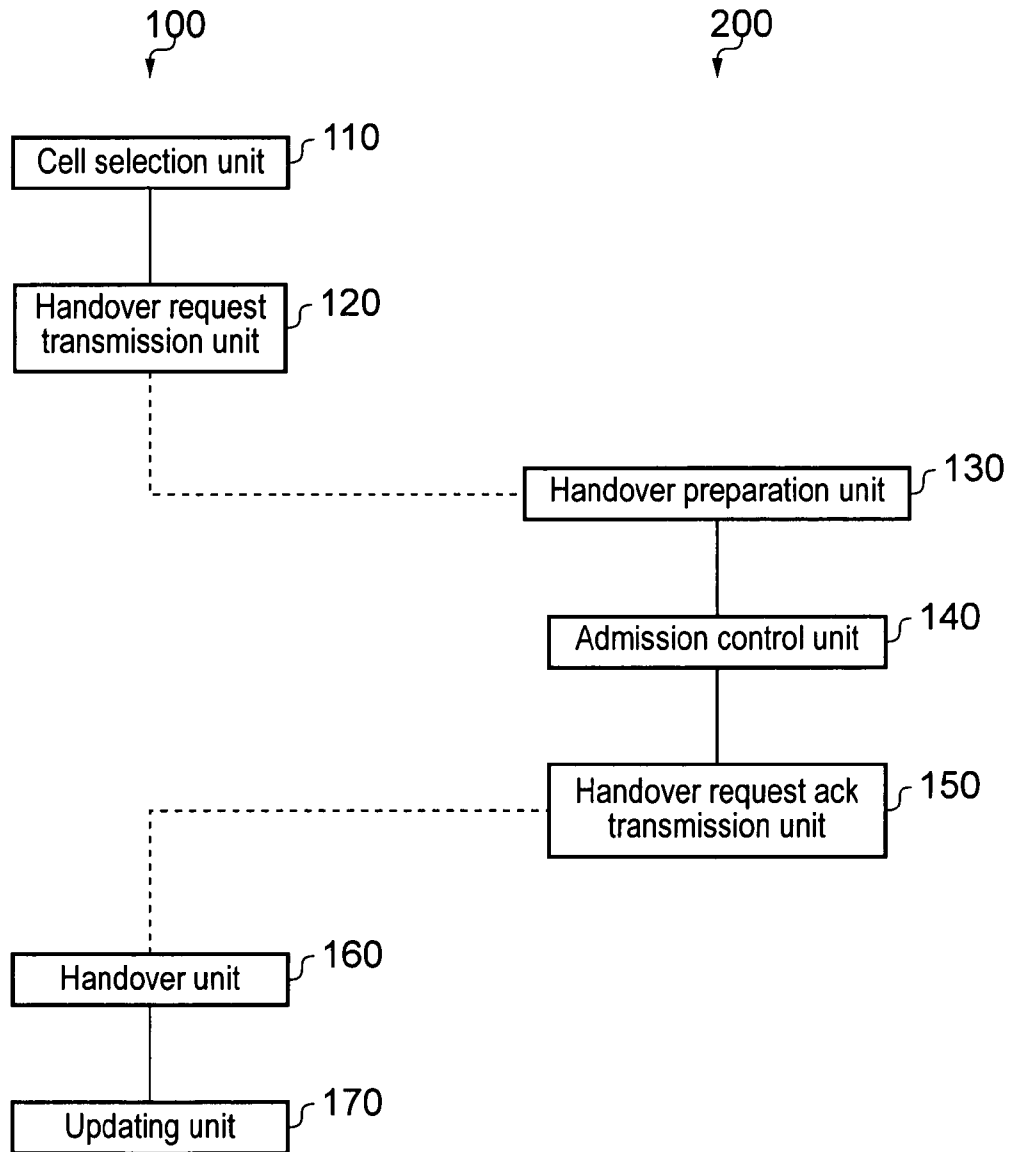 100
200
Cell selection unit
110
Handover request
transmission unit
120
Handover preparation unit
130
Admission control unit
140
Handover request ack
transmission unit
150
Handover unit
160
Updating unit
170